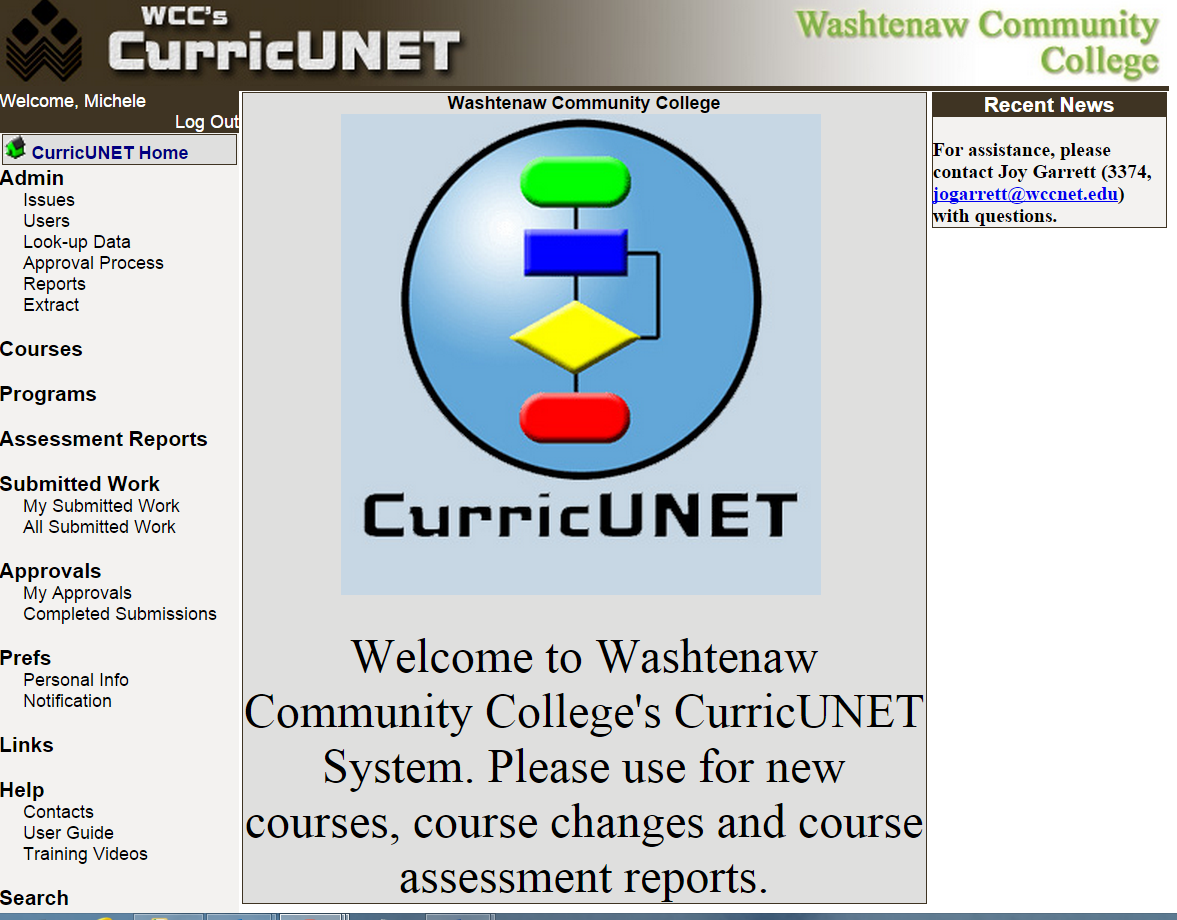 WCC's
CurricUNET
Washtenaw Community
College
Welcome, Michele
Log Out
CurricUNET Home
Admin
Issues
Users
Look-up Data
Approval Process
Reports
Extract
Courses
Programs
Assessment Reports
Submitted Work
My Submitted Work
All Submitted Work
Approvals
My Approvals
Completed Submissions
Prefs
Personal Info
Notification
Links
Help
Contacts
User Guide
Training Videos
Search
Washtenaw Community College
CurricUNET
Welcome to Washtenaw
Community College's CurricUNET
System. Please use for new
courses, course changes and course
assessment reports.
Recent News
For assistance, please
contact Joy Garrett (3374,
jogarrett@wccnet.edu)
with questions.